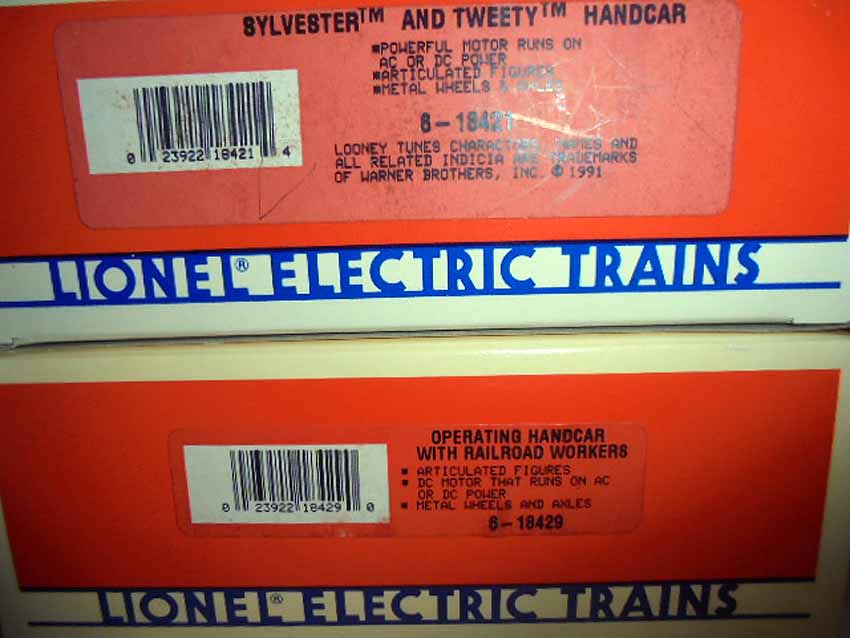 SYLVESTER™ AND TWEETY™ HANDCAR
■POWERFUL MOTOR RUNS ON
AC OR DC POWER
■ARTICULATED FIGURES
■METAL WHEELS & AXLES
6-18421
LOONEY TUNES CHARACTERS, NAMES AND
ALL RELATED INDICIA ARE TRADEMARKS
OF WARNER BROTHERS, INC. © 1991
0 23922 18421 4
LIONEL® ELECTRIC TRAINS
OPERATING HANDCAR
WITH RAILROAD WORKERS
■ ARTICULATED FIGURES
■ DC MOTOR THAT RUNS ON AC
OR DC POWER
■ METAL WHEELS AND AXLES
6-18429
0 23922 18429 0
LIONEL® ELECTRIC TRAINS